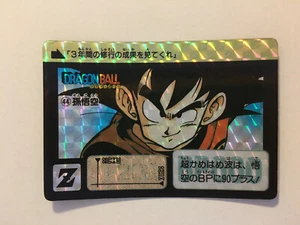 「3年間の修行の成果を見てくれ」
DRAGON BALL
44 孫悟空
Z
超かめはめ波は、悟
空のBPに90プラス!